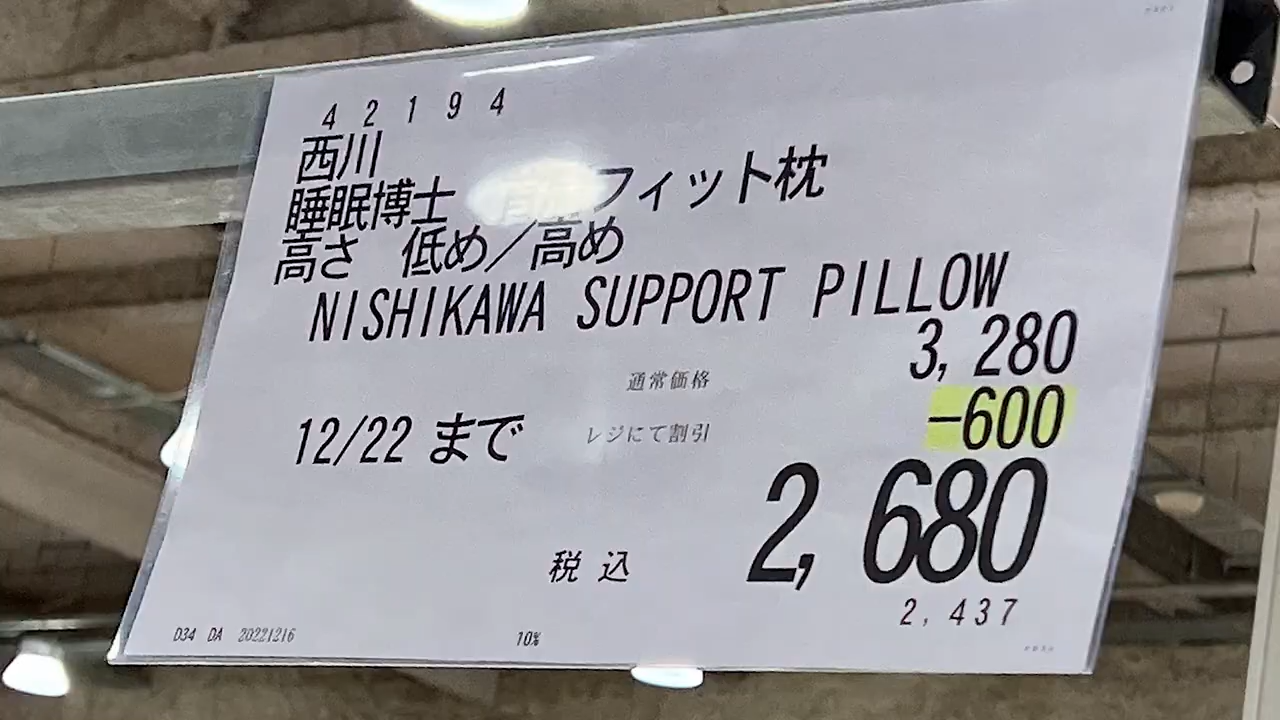 42194
西川
睡眠博士 フィット枕
高さ 低め/高め
NISHIKAWA SUPPORT PILLOW
3,280
通常価格
-600
12/22 まで レジにて割引
2,680
税込
2,437
D34 DA 20221216 10%